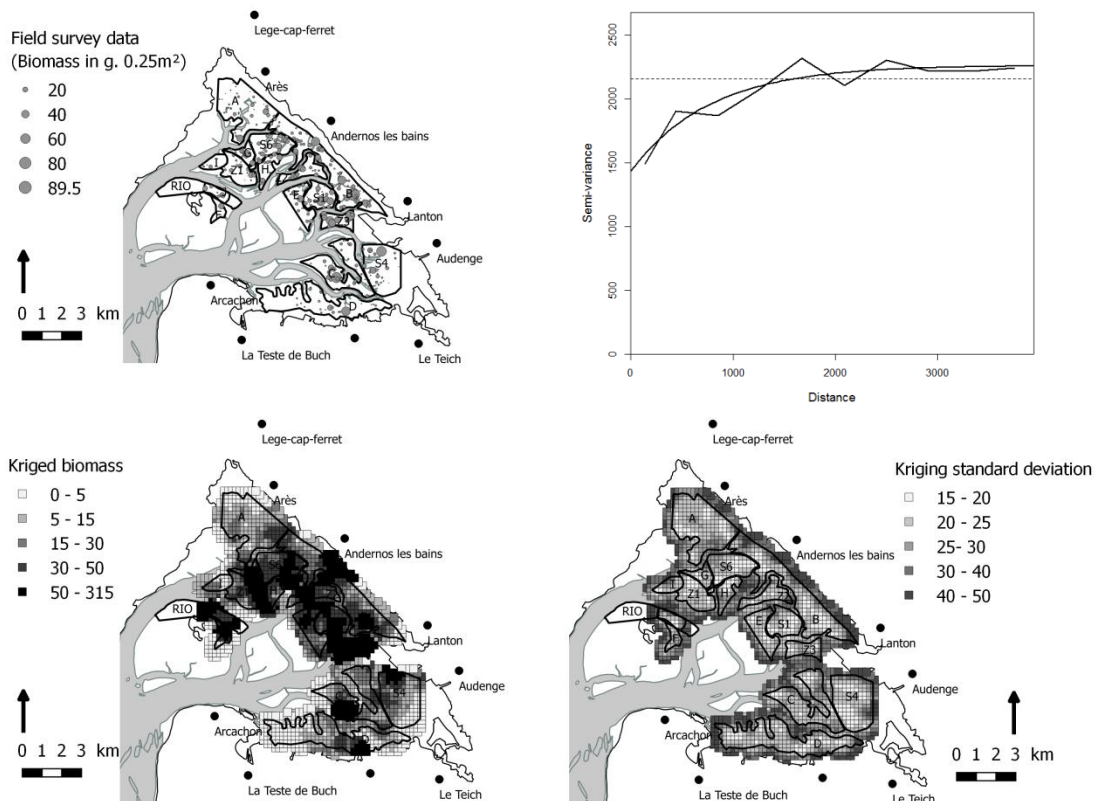 Field survey data
(Biomass in g. 0.25m²)
20
40
60
80
89.5
0 1 2 3 km
Lege-cap-ferret
Arès
Andernos les bains
Lanton
Audenge
Arcachon
La Teste de Buch
Le Teich
A
S6
G
I
Z1
H
RIO
E
S1
B
Z3
S4
C
D
Semi-variance
0
500
1000
1500
2000
2500
0
1000
2000
3000
Distance
Kriged biomass
0 - 5
5 - 15
15 - 30
30 - 50
50 - 315
0 1 2 3 km
Lege-cap-ferret
Arès
Andernos les bains
Lanton
Audenge
Arcachon
La Teste de Buch
Le Teich
A
RIO
S4
Kriging standard deviation
15 - 20
20 - 25
25- 30
30 - 40
40 - 50
0 1 2 3 km
Lege-cap-ferret
Arès
Andernos les bains
Lanton
Audenge
Arcachon
La Teste de Buch
Le Teich
A
S6
G
Z1
H
RIO
E
S1
B
Z3
S4
C
D